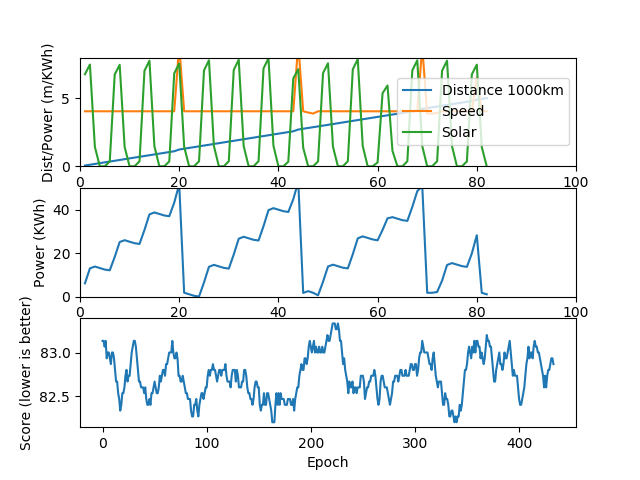 Dist/Power (m/KWh)
5
0
Distance 1000km
Speed
Solar
0 20 40 60 80 100
Power (KWh)
40
20
0
0 20 40 60 80 100
Score (lower is better)
83.0
82.5
0 100 200 300 400
Epoch